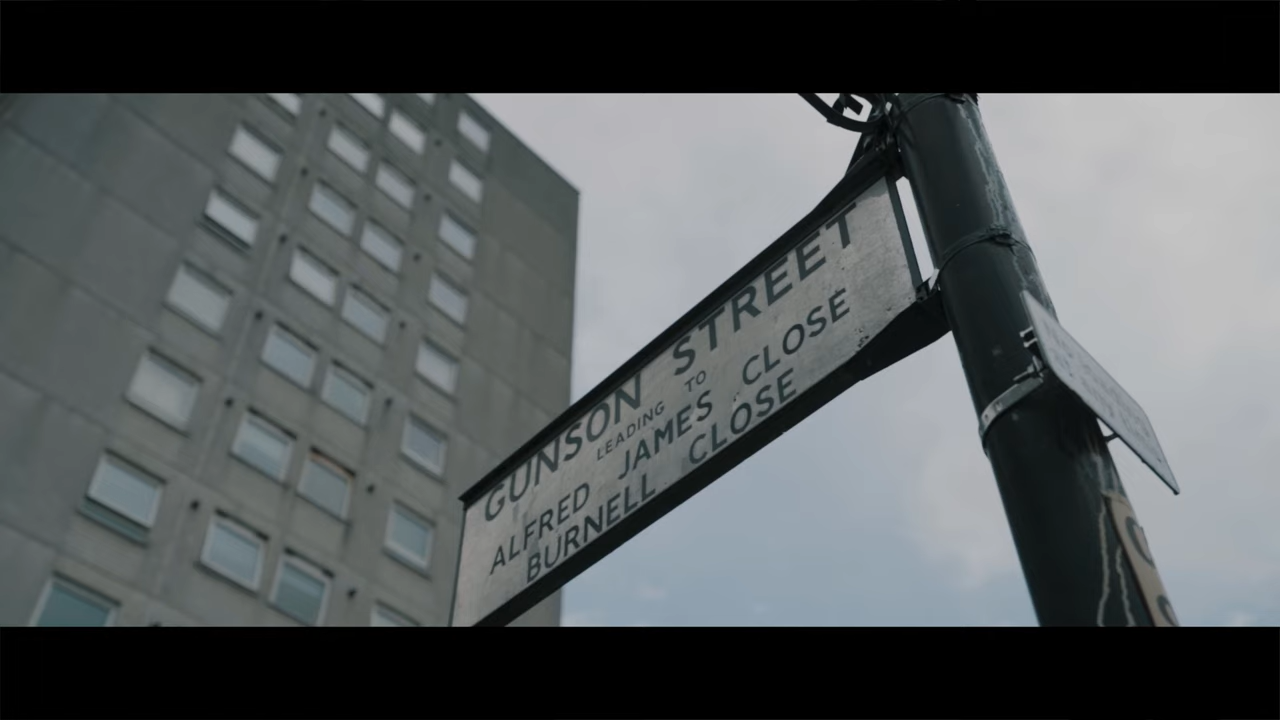 GUNSON STREET
LEADING TO
ALFRED JAMES CLOSE
BURNELL CLOSE